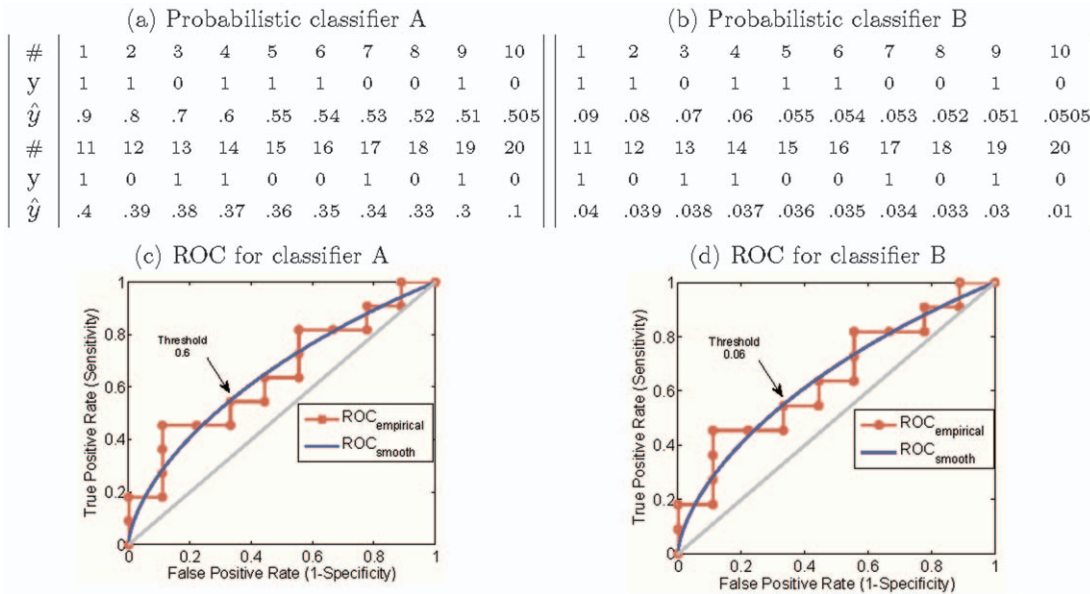 (a) Probabilistic classifier A
# 1 2 3 4 5 6 7 8 9 10
y 1 1 0 1 1 1 0 0 1 0
ŷ .9 .8 .7 .6 .55 .54 .53 .52 .51 .505
# 11 12 13 14 15 16 17 18 19 20
y 1 0 1 1 0 0 1 0 1 0
ŷ .4 .39 .38 .37 .36 .35 .34 .33 .3 .1
(b) Probabilistic classifier B
1 2 3 4 5 6 7 8 9 10
1 1 0 1 1 1 0 0 1 0
.09 .08 .07 .06 .055 .054 .053 .052 .051 .0505
11 12 13 14 15 16 17 18 19 20
1 0 1 1 0 0 1 0 1 0
.04 .039 .038 .037 .036 .035 .034 .033 .03 .01
(c) ROC for classifier A
True Positive Rate (Sensitivity)
1
0.8
0.6
0.4
0.2
0
Threshold
0.6
ROC empirical
ROC smooth
0 0.2 0.4 0.6 0.8 1
False Positive Rate (1-Specificity)
(d) ROC for classifier B
True Positive Rate (Sensitivity)
1
0.8
0.6
0.4
0.2
0
Threshold
0.06
ROC empirical
ROC smooth
0 0.2 0.4 0.6 0.8 1
False Positive Rate (1-Specificity)